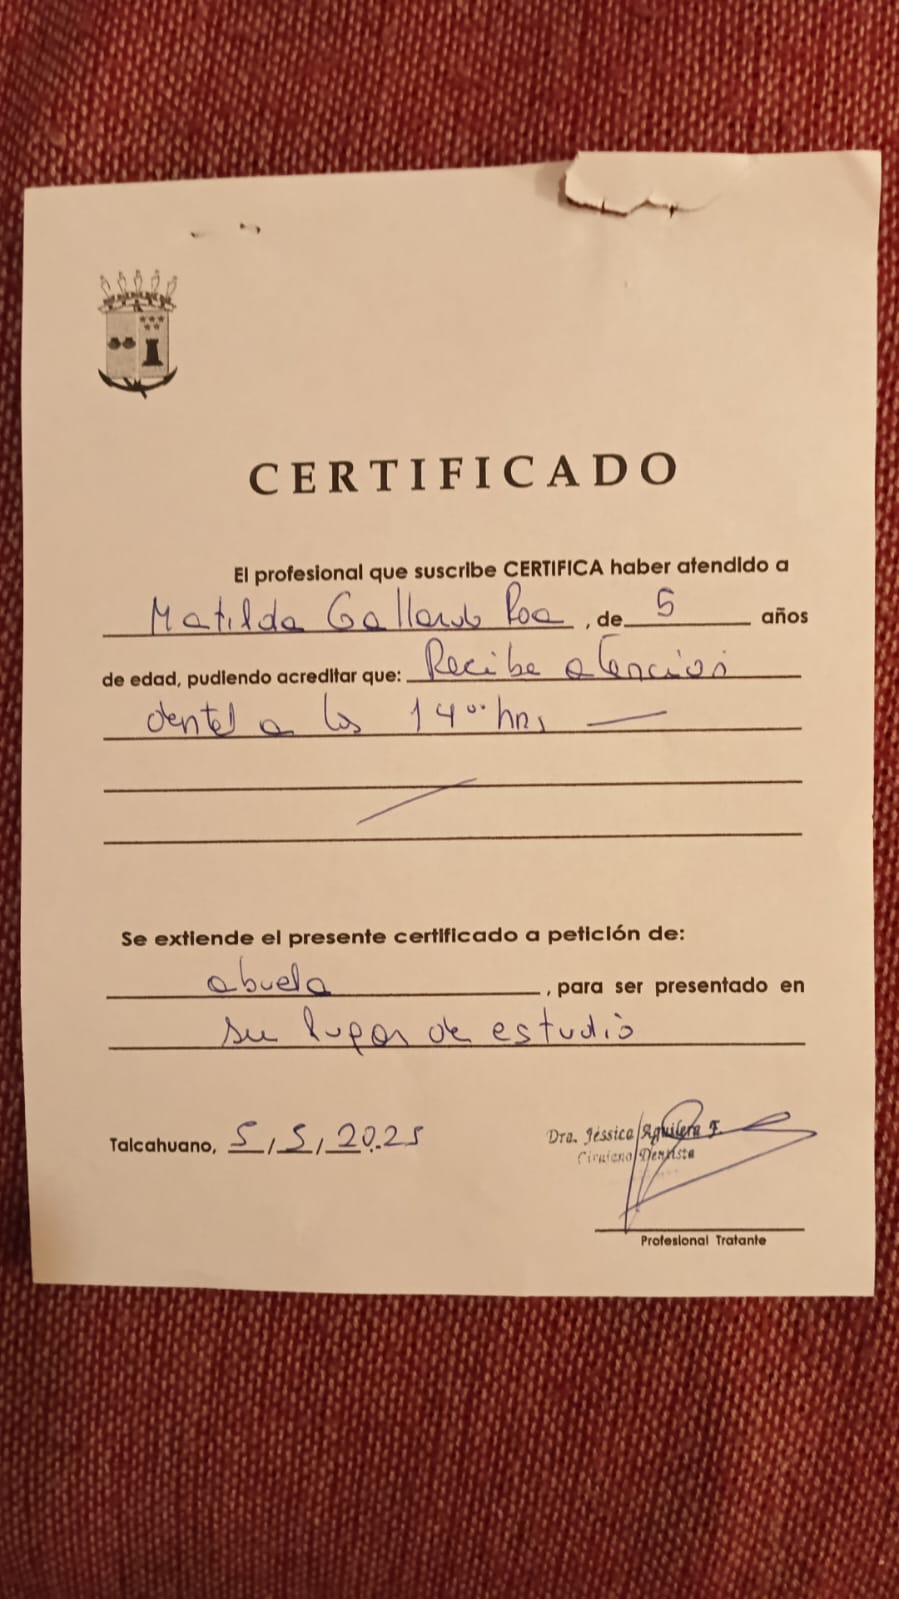 CERTIFICADO
El profesional que suscribe CERTIFICA haber atendido a
Matilda Gallardo Roa, de 5 años
de edad, pudiendo acreditar que: Recibe atención
dental a las 14:00 hrs
Se extiende el presente certificado a petición de:
abuela, para ser presentado en
su lugar de estudio
Talcahuano, 5, 5, 2025
Dra. Jéssica Aguilera F.
Cirujano Dentista
Profesional Tratante